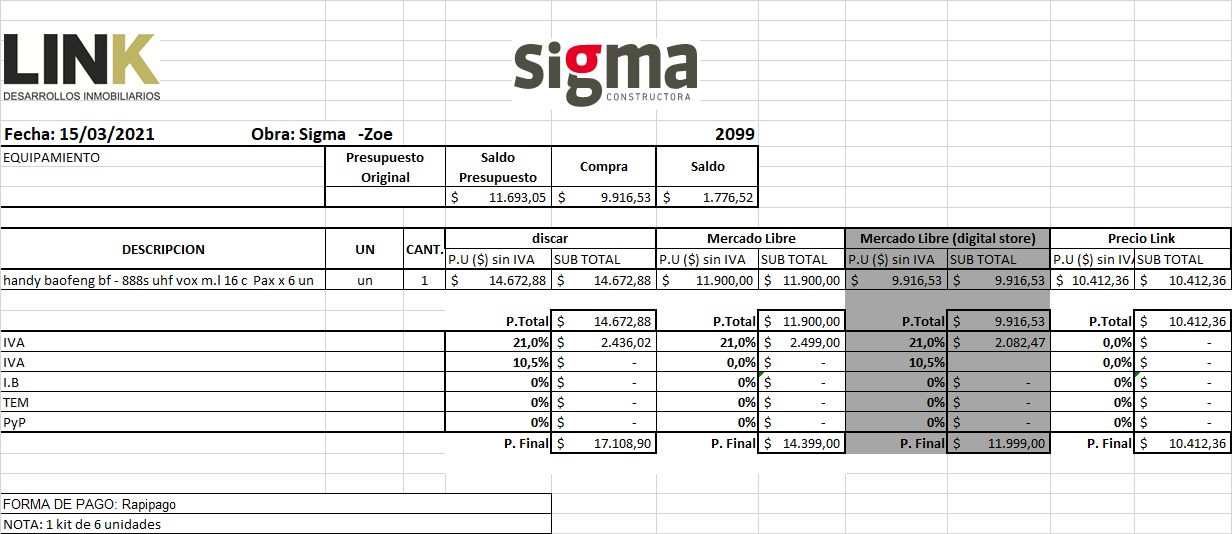 LINK
DESARROLLOS INMOBILIARIOS
sigma
CONSTRUCTORA
Fecha: 15/03/2021 Obra: Sigma -Zoe 2099
EQUIPAMIENTO Presupuesto Original Saldo Presupuesto Compra Saldo
$ 11.693,05 $ 9.916,53 $ 1.776,52
DESCRIPCION UN CANT. discar Mercado Libre Mercado Libre (digital store) Precio Link
P.U ($) sin IVA SUB TOTAL P.U ($) sin IVA SUB TOTAL P.U ($) sin IVA SUB TOTAL P.U ($) sin IVA SUB TOTAL
handy baofeng bf - 888s uhf vox m.l 16 c Pax x 6 un un 1 $ 14.672,88 $ 14.672,88 $ 11.900,00 $ 11.900,00 $ 9.916,53 $ 9.916,53 $ 10.412,36 $ 10.412,36
P.Total $ 14.672,88 P.Total $ 11.900,00 P.Total $ 9.916,53 P.Total $ 10.412,36
IVA 21,0% $ 2.436,02 21,0% $ 2.499,00 21,0% $ 2.082,47 0,0% $ -
IVA 10,5% $ - 0,0% $ - 10,5% 0,0% $ -
I.B 0% $ - 0% $ - 0% $ - 0% $ -
TEM 0% $ - 0% $ - 0% $ - 0% $ -
PyP 0% $ - 0% $ - 0% $ - 0% $ -
P. Final $ 17.108,90 P. Final $ 14.399,00 P. Final $ 11.999,00 P. Final $ 10.412,36
FORMA DE PAGO: Rapipago
NOTA: 1 kit de 6 unidades